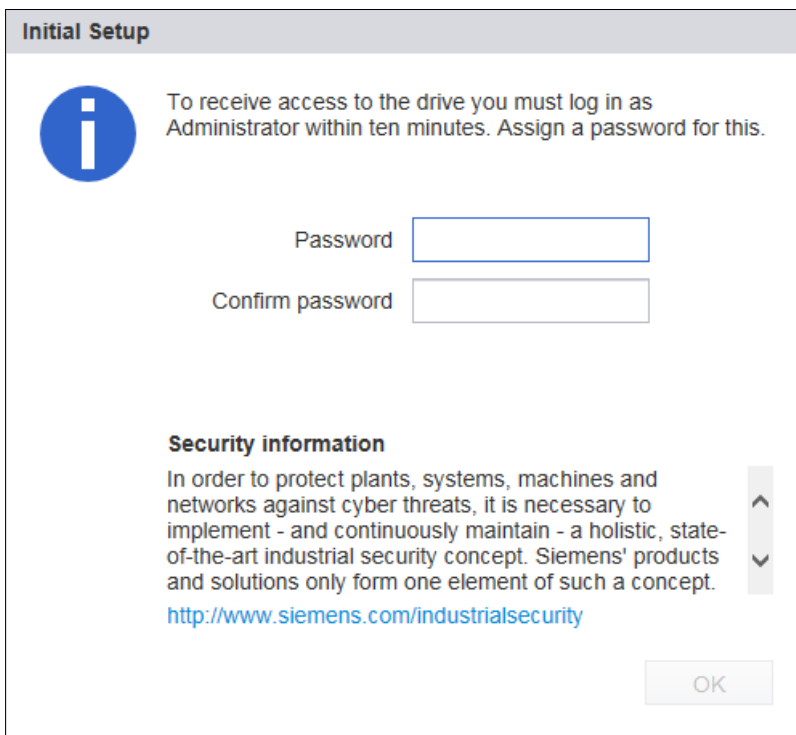 Initial Setup
To receive access to the drive you must log in as
Administrator within ten minutes. Assign a password for this.
Password
Confirm password
Security information
In order to protect plants, systems, machines and
networks against cyber threats, it is necessary to
implement - and continuously maintain - a holistic, state-
of-the-art industrial security concept. Siemens' products
and solutions only form one element of such a concept.
http://www.siemens.com/industrialsecurity
OK